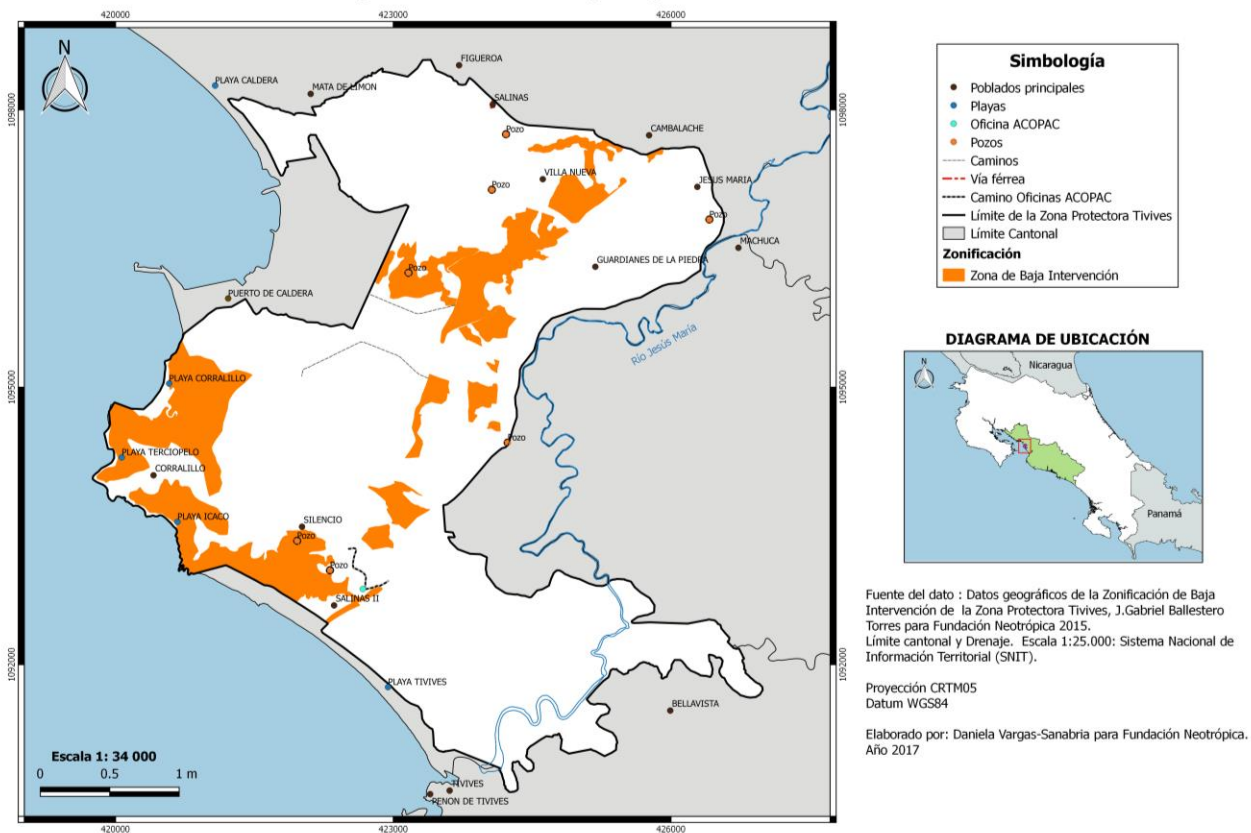 420000
423000
426000
1098000
1095000
1092000
1098000
1095000
1092000
420000
423000
426000
N
FIGUEROA
PLAYA CALDERA
MATA DE LIMON
SALINAS
Pozo
CAMBALACHE
VILLA NUEVA
Pozo
JESUS MARIA
Pozo
MACHUCA
GUARDIANES DE LA PIEDRA
Pozo
PUERTO DE CALDERA
Río Jesús María
PLAYA CORRALILLO
Pozo
PLAYA TERCIOPELO
CORRALILLO
PLAYA ICACO
SILENCIO
Pozo
Pozo
SALINAS II
PLAYA TIVIVES
BELLAVISTA
TIVIVES
PENON DE TIVIVES
Escala 1: 34 000
0 0.5 1 m
Simbología
Poblados principales
Playas
Oficina ACOPAC
Pozos
Caminos
Vía férrea
Camino Oficinas ACOPAC
Límite de la Zona Protectora Tivives
Límite Cantonal
Zonificación
Zona de Baja Intervención
DIAGRAMA DE UBICACIÓN
N
Nicaragua
Panamá
Fuente del dato : Datos geográficos de la Zonificación de Baja
Intervención de la Zona Protectora Tivives, J.Gabriel Ballestero
Torres para Fundación Neotrópica 2015.
Límite cantonal y Drenaje. Escala 1:25.000: Sistema Nacional de
Información Territorial (SNIT).
Proyección CRTM05
Datum WGS84
Elaborado por: Daniela Vargas-Sanabria para Fundación Neotrópica.
Año 2017